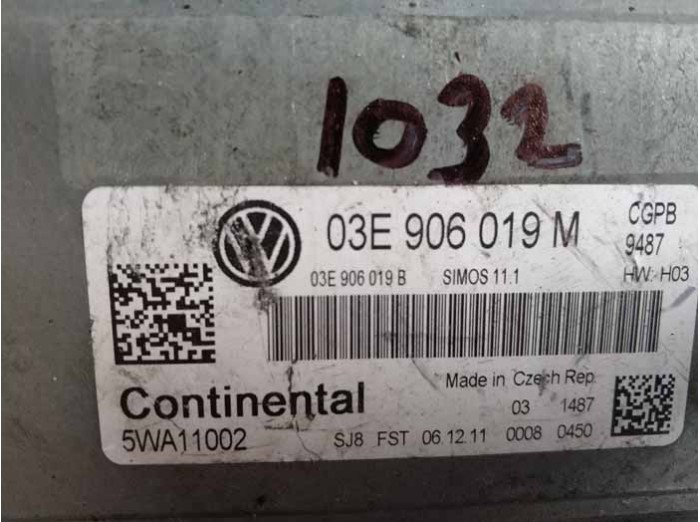 1032
03E 906 019 M CGPB
9487
03E 906 019 B SIMOS 11.1 HW: H03
Made in Czech Rep
Continental 03 1487
5WA11002 SJ8 FST 06.12.11 0008 0450